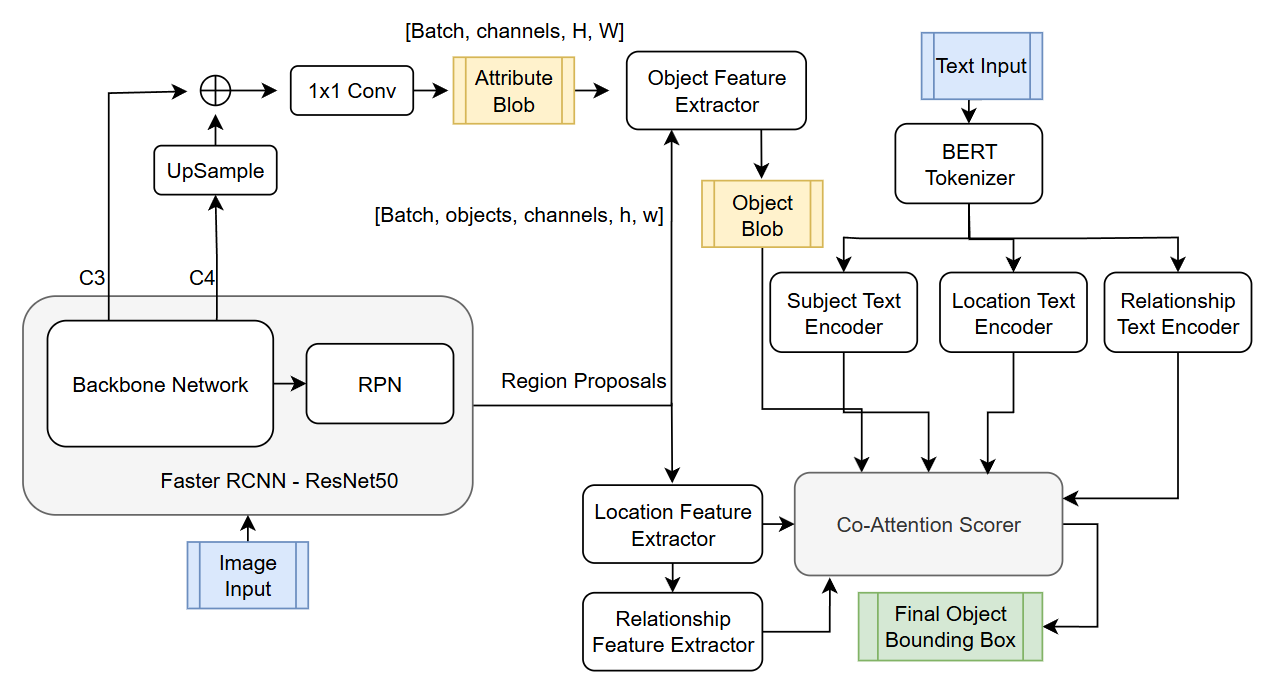 [Batch, channels, H, W]
1x1 Conv
Attribute
Blob
Object Feature
Extractor
Text Input
UpSample
BERT
Tokenizer
[Batch, objects, channels, h, w]
Object
Blob
C3
C4
Subject Text
Encoder
Location Text
Encoder
Relationship
Text Encoder
Backbone Network
RPN
Region Proposals
Faster RCNN - ResNet50
Location Feature
Extractor
Co-Attention Scorer
Image
Input
Relationship
Feature Extractor
Final Object
Bounding Box